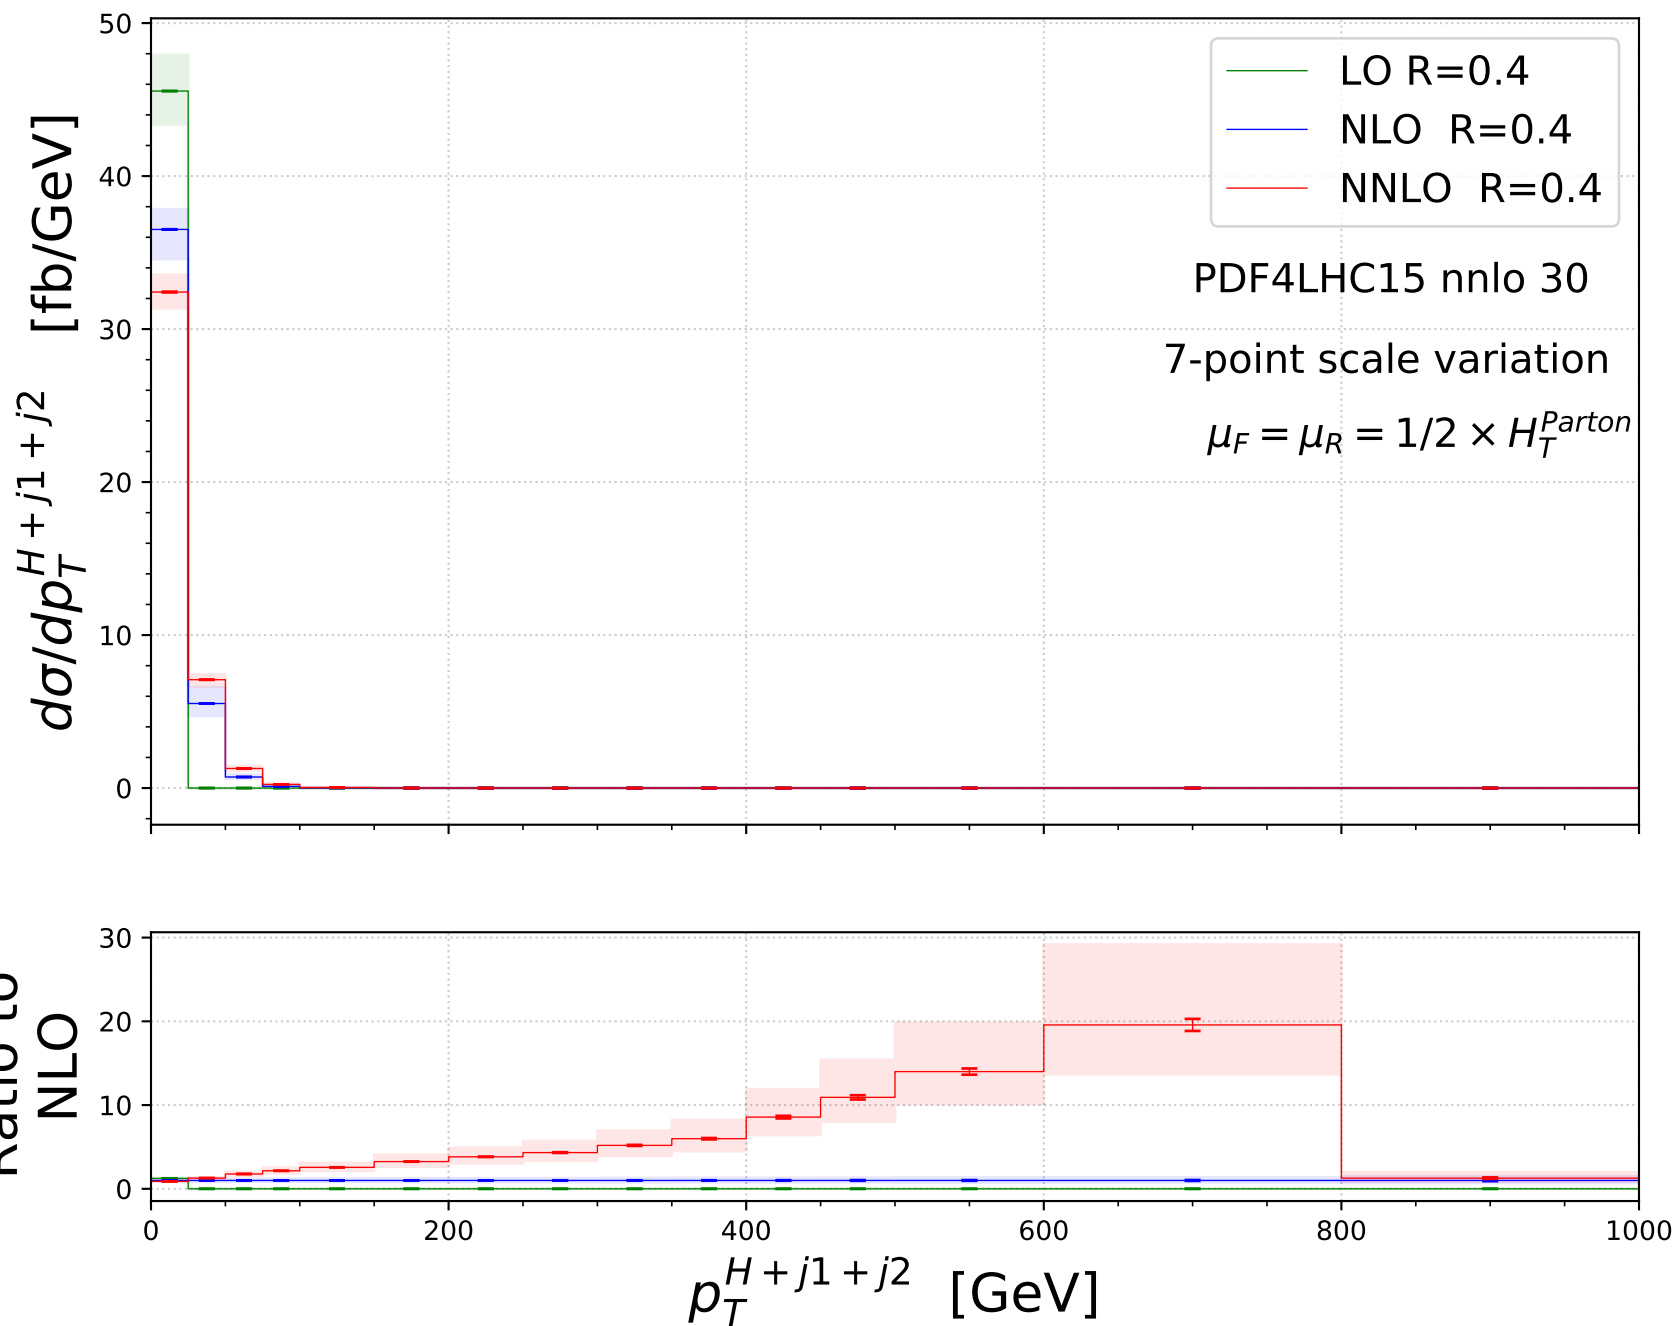 50
40
30
20
10
0
dσ/dp_T^{H+j1+j2} [fb/GeV]
LO R=0.4
NLO R=0.4
NNLO R=0.4
PDF4LHC15 nnlo 30
7-point scale variation
μ_F = μ_R = 1/2 × H_T^{Parton}
30
20
10
0
Ratio to
NLO
0 200 400 600 800 1000
p_T^{H+j1+j2} [GeV]